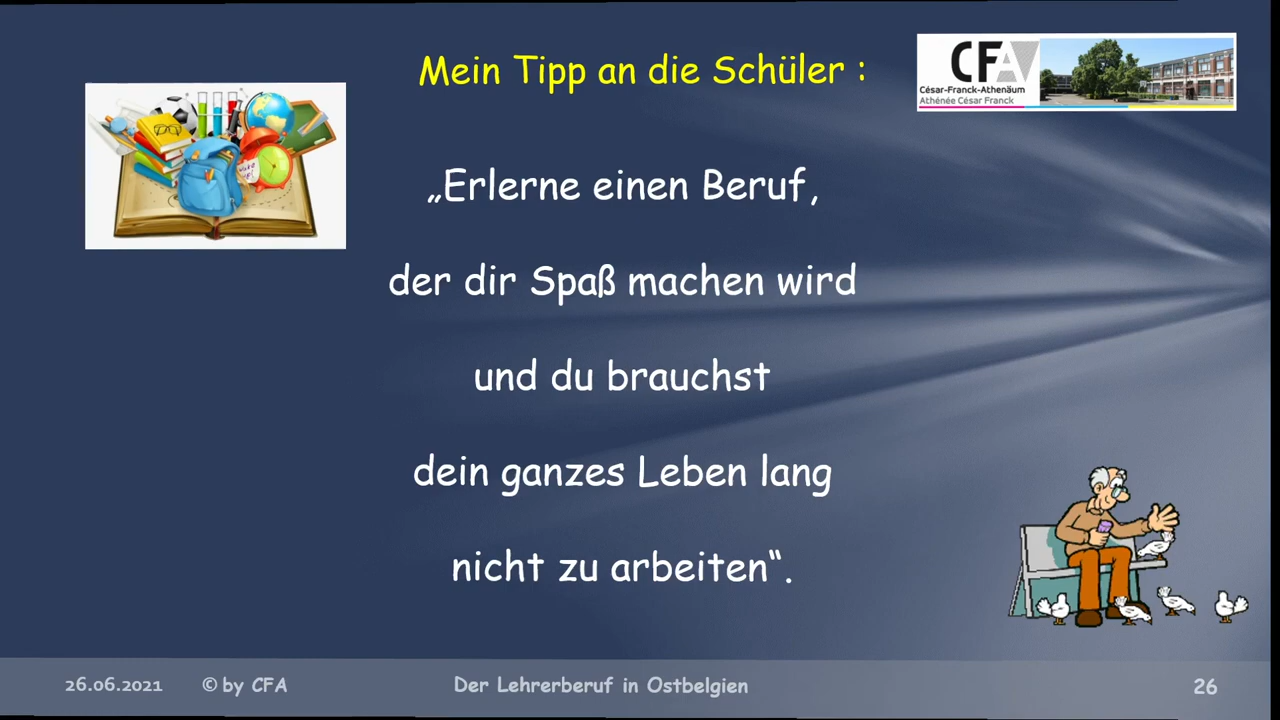 Mein Tipp an die Schüler :
CFA
César-Franck-Athenäum
Athénée César Franck
„Erlerne einen Beruf,
der dir Spaß machen wird
und du brauchst
dein ganzes Leben lang
nicht zu arbeiten“.
26.06.2021
© by CFA
Der Lehrerberuf in Ostbelgien
26